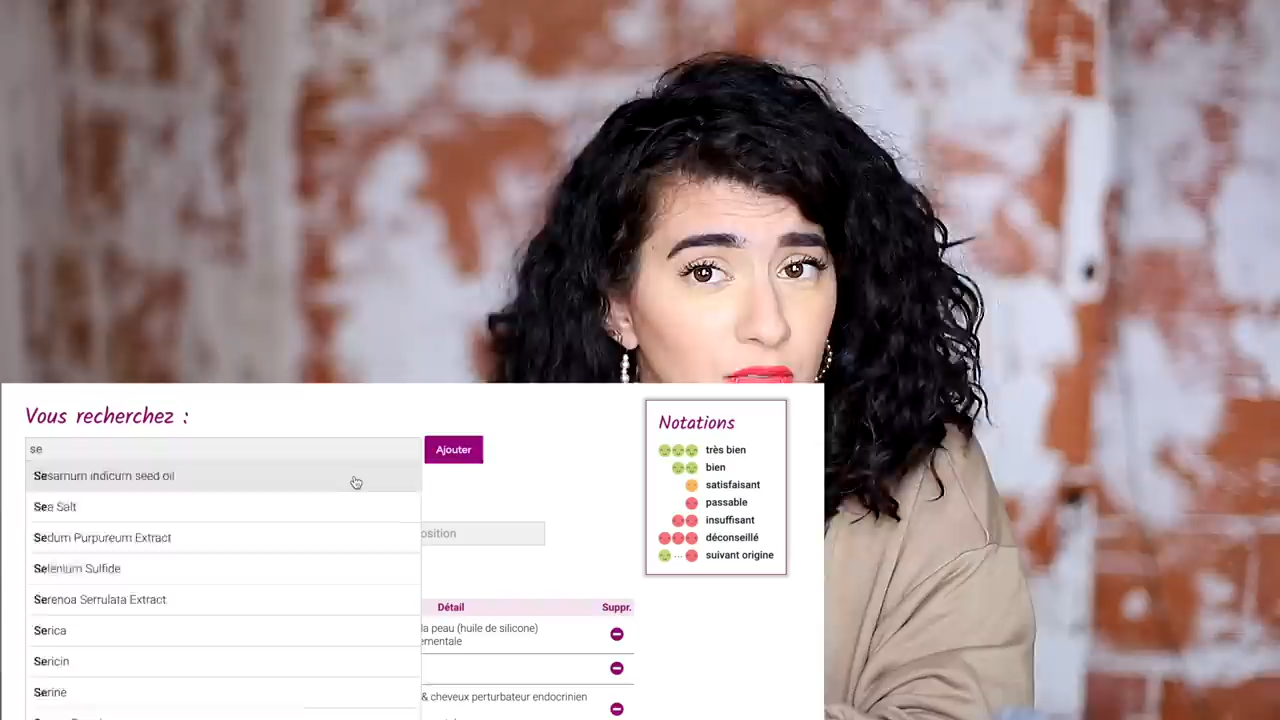 Vous recherchez :
se
Ajouter
Sesamum indicum seed oil
Sea Salt
Sedum Purpureum Extract
Selenium Sulfide
Serenoa Serrulata Extract
Serica
Sericin
Serine
osition
Détail
Suppr.
la peau (huile de silicone)
ementale
& cheveux perturbateur endocrinien
Notations
très bien
bien
satisfaisant
passable
insuffisant
déconseillé
... suivant origine